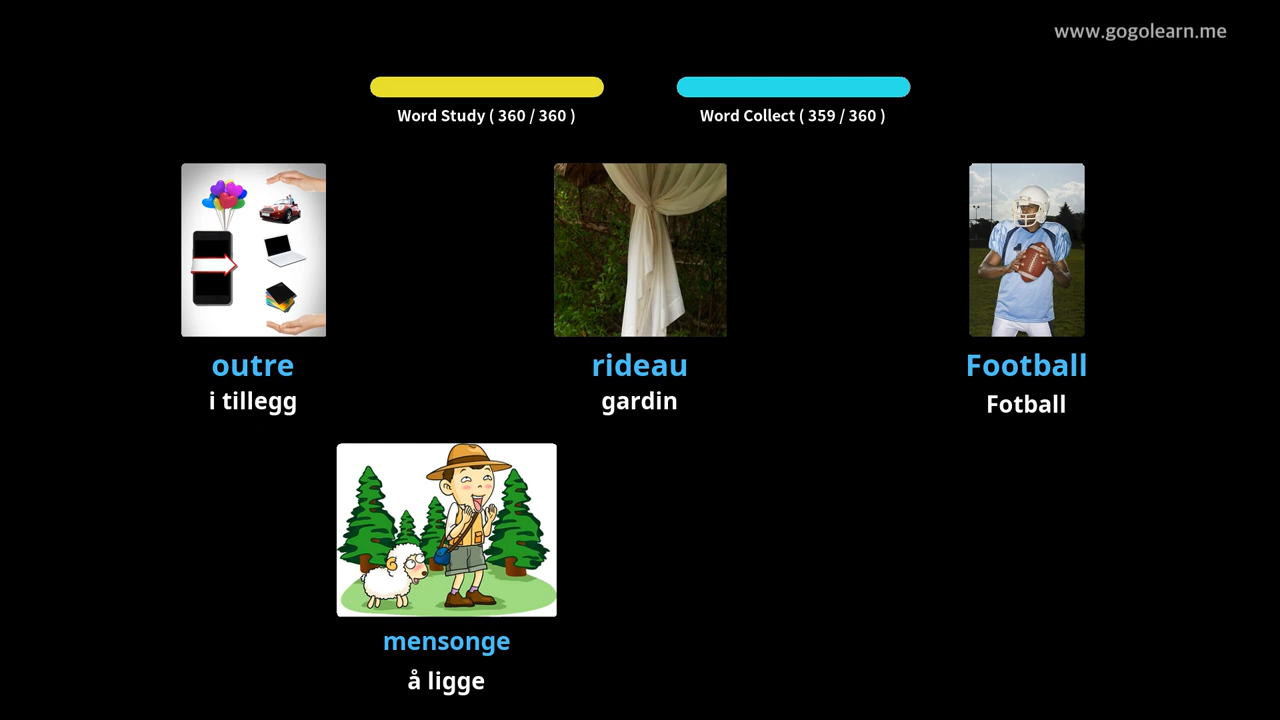 www.gogolearn.me
Word Study ( 360 / 360 )
Word Collect ( 359 / 360 )
outre
i tillegg
rideau
gardin
Football
Fotball
mensonge
å ligge